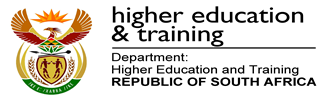 higher education
& training
Department:
Higher Education and Training
REPUBLIC OF SOUTH AFRICA